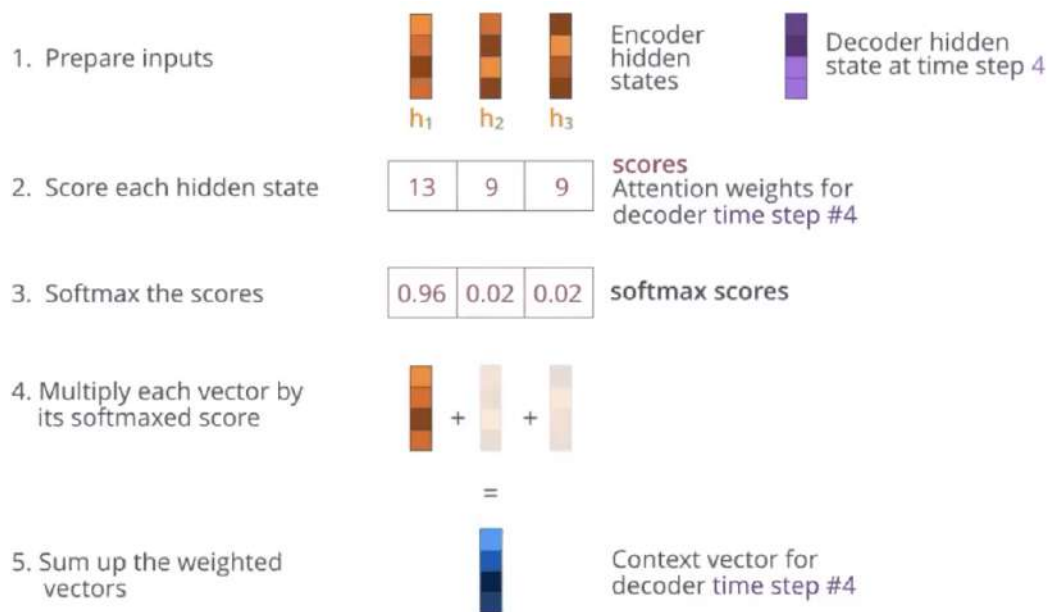 1. Prepare inputs
Encoder
hidden
states
Decoder hidden
state at time step 4
h₁ h₂ h₃
2. Score each hidden state
13 9 9
scores
Attention weights for
decoder time step #4
3. Softmax the scores
0.96 0.02 0.02
softmax scores
4. Multiply each vector by
its softmaxed score
+ +
=
5. Sum up the weighted
vectors
Context vector for
decoder time step #4